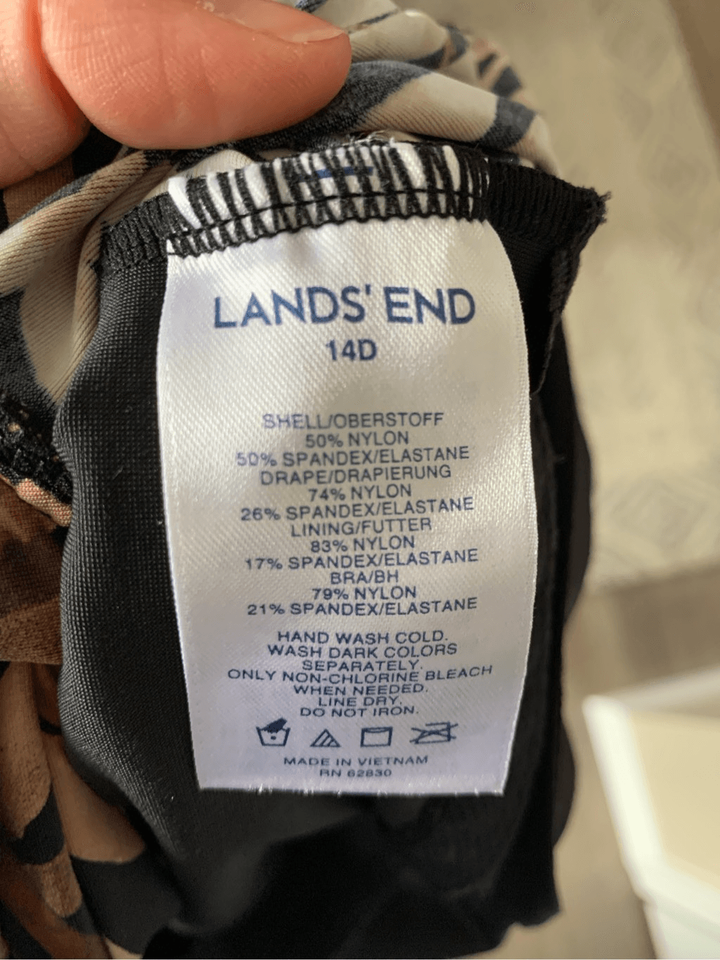 LANDS' END
14D
SHELL/OBERSTOFF
50% NYLON
50% SPANDEX/ELASTANE
DRAPE/DRAPIERUNG
74% NYLON
26% SPANDEX/ELASTANE
LINING/FUTTER
83% NYLON
17% SPANDEX/ELASTANE
BRA/BH
79% NYLON
21% SPANDEX/ELASTANE
HAND WASH COLD.
WASH DARK COLORS
SEPARATELY.
ONLY NON-CHLORINE BLEACH
WHEN NEEDED.
LINE DRY.
DO NOT IRON.
MADE IN VIETNAM
RN 62830